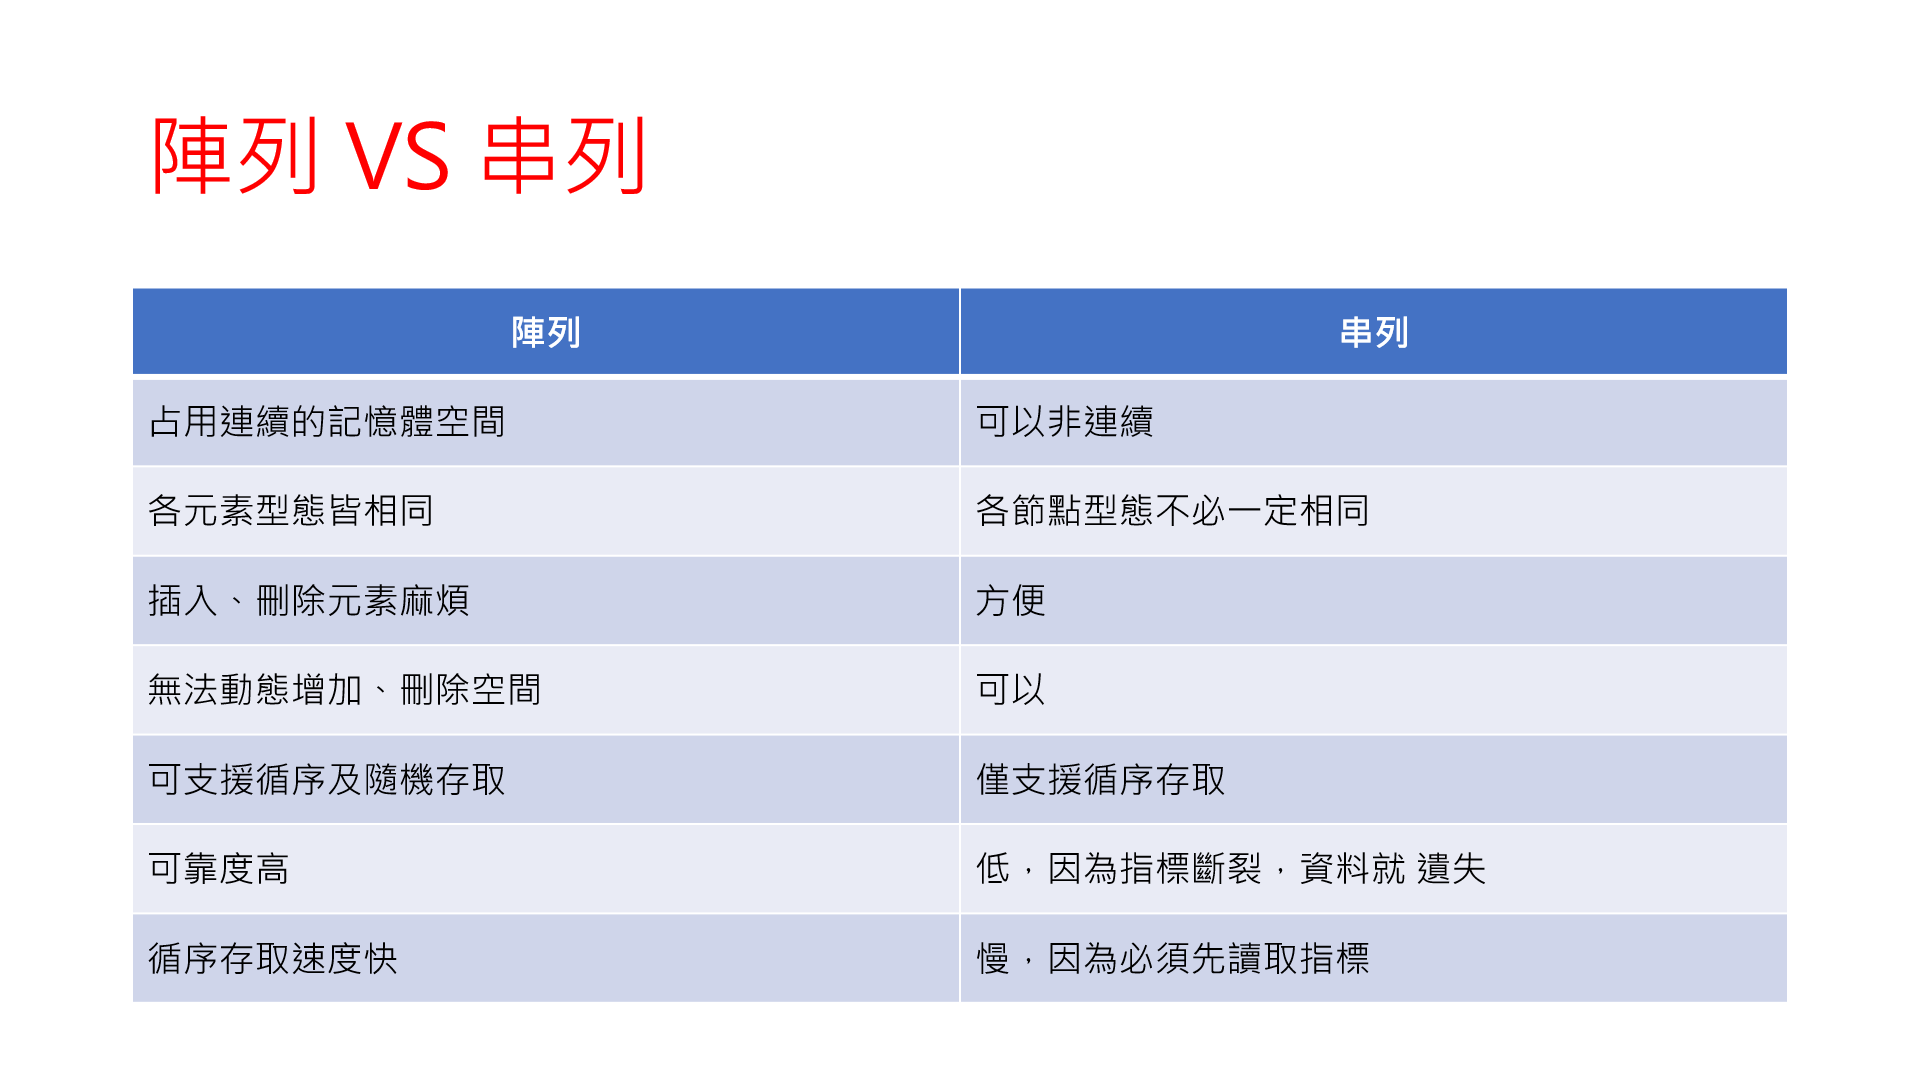 陣列 VS 串列
陣列
串列
占用連續的記憶體空間
可以非連續
各元素型態皆相同
各節點型態不必一定相同
插入、刪除元素麻煩
方便
無法動態增加、刪除空間
可以
可支援循序及隨機存取
僅支援循序存取
可靠度高
低，因為指標斷裂，資料就 遺失
循序存取速度快
慢，因為必須先讀取指標